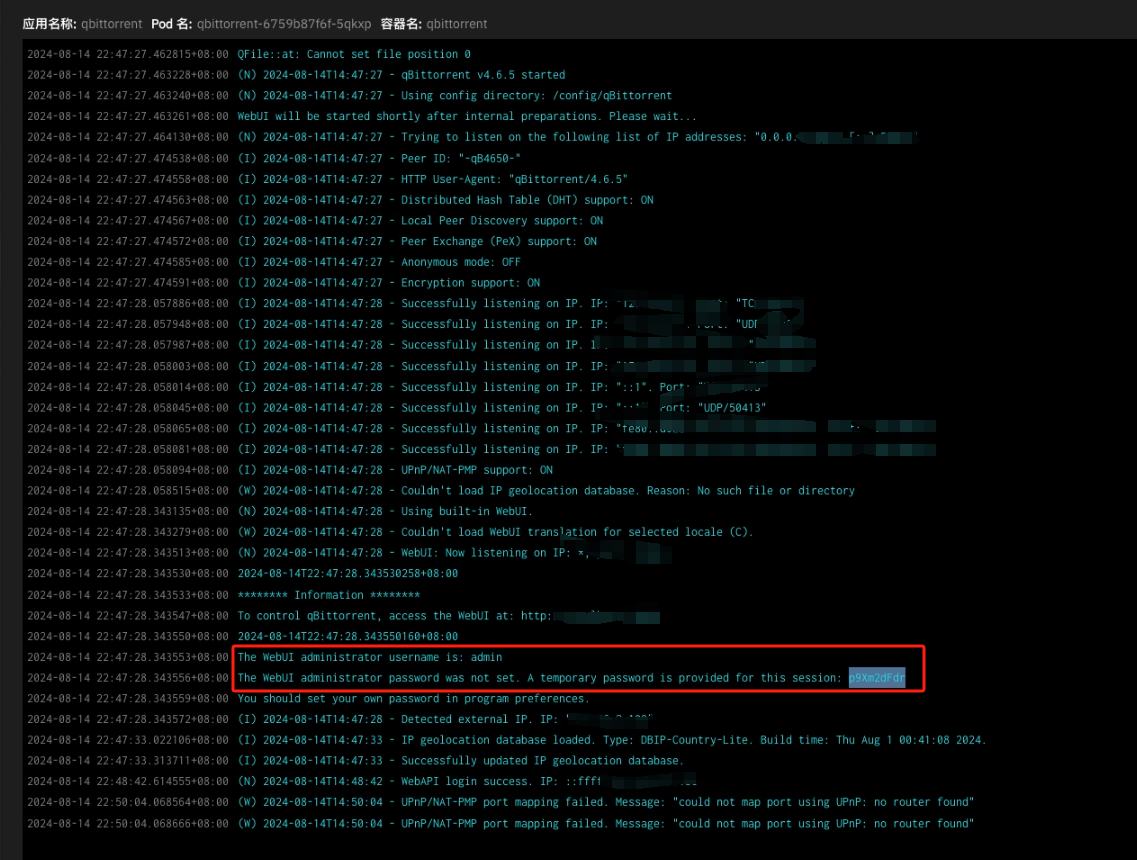 应用名称: qbittorrent Pod 名: qbittorrent-6759b87f6f-5qkxp 容器名: qbittorrent
2024-08-14 22:47:27.462815+08:00 QFile::at: Cannot set file position 0
2024-08-14 22:47:27.463228+08:00 (N) 2024-08-14T14:47:27 - qBittorrent v4.6.5 started
2024-08-14 22:47:27.463240+08:00 (N) 2024-08-14T14:47:27 - Using config directory: /config/qBittorrent
2024-08-14 22:47:27.463261+08:00 WebUI will be started shortly after internal preparations. Please wait...
2024-08-14 22:47:27.464130+08:00 (N) 2024-08-14T14:47:27 - Trying to listen on the following list of IP addresses: "0.0.0.
2024-08-14 22:47:27.474538+08:00 (I) 2024-08-14T14:47:27 - Peer ID: "-qB4650-"
2024-08-14 22:47:27.474558+08:00 (I) 2024-08-14T14:47:27 - HTTP User-Agent: "qBittorrent/4.6.5"
2024-08-14 22:47:27.474563+08:00 (I) 2024-08-14T14:47:27 - Distributed Hash Table (DHT) support: ON
2024-08-14 22:47:27.474567+08:00 (I) 2024-08-14T14:47:27 - Local Peer Discovery support: ON
2024-08-14 22:47:27.474572+08:00 (I) 2024-08-14T14:47:27 - Peer Exchange (PeX) support: ON
2024-08-14 22:47:27.474585+08:00 (I) 2024-08-14T14:47:27 - Anonymous mode: OFF
2024-08-14 22:47:27.474591+08:00 (I) 2024-08-14T14:47:27 - Encryption support: ON
2024-08-14 22:47:28.057886+08:00 (I) 2024-08-14T14:47:28 - Successfully listening on IP. IP:
2024-08-14 22:47:28.057948+08:00 (I) 2024-08-14T14:47:28 - Successfully listening on IP. IP:
2024-08-14 22:47:28.057987+08:00 (I) 2024-08-14T14:47:28 - Successfully listening on IP.
2024-08-14 22:47:28.058003+08:00 (I) 2024-08-14T14:47:28 - Successfully listening on IP. IP:
2024-08-14 22:47:28.058014+08:00 (I) 2024-08-14T14:47:28 - Successfully listening on IP. IP: "::1". Port:
2024-08-14 22:47:28.058045+08:00 (I) 2024-08-14T14:47:28 - Successfully listening on IP. IP: Port: "UDP/50413"
2024-08-14 22:47:28.058065+08:00 (I) 2024-08-14T14:47:28 - Successfully listening on IP. IP:
2024-08-14 22:47:28.058081+08:00 (I) 2024-08-14T14:47:28 - Successfully listening on IP. IP:
2024-08-14 22:47:28.058094+08:00 (I) 2024-08-14T14:47:28 - UPnP/NAT-PMP support: ON
2024-08-14 22:47:28.058515+08:00 (W) 2024-08-14T14:47:28 - Couldn't load IP geolocation database. Reason: No such file or directory
2024-08-14 22:47:28.343135+08:00 (N) 2024-08-14T14:47:28 - Using built-in WebUI.
2024-08-14 22:47:28.343279+08:00 (W) 2024-08-14T14:47:28 - Couldn't load WebUI translation for selected locale (C).
2024-08-14 22:47:28.343513+08:00 (N) 2024-08-14T14:47:28 - WebUI: Now listening on IP: *,
2024-08-14 22:47:28.343530+08:00 2024-08-14T22:47:28.343530258+08:00
2024-08-14 22:47:28.343533+08:00 ******** Information ********
2024-08-14 22:47:28.343547+08:00 To control qBittorrent, access the WebUI at: http:
2024-08-14 22:47:28.343550+08:00 2024-08-14T22:47:28.343550160+08:00
2024-08-14 22:47:28.343553+08:00 The WebUI administrator username is: admin
2024-08-14 22:47:28.343556+08:00 The WebUI administrator password was not set. A temporary password is provided for this session: p9Xm2dFdr
2024-08-14 22:47:28.343559+08:00 You should set your own password in program preferences.
2024-08-14 22:47:28.343572+08:00 (I) 2024-08-14T14:47:28 - Detected external IP. IP:
2024-08-14 22:47:33.022106+08:00 (I) 2024-08-14T14:47:33 - IP geolocation database loaded. Type: DBIP-Country-Lite. Build time: Thu Aug 1 00:41:08 2024.
2024-08-14 22:47:33.313711+08:00 (I) 2024-08-14T14:47:33 - Successfully updated IP geolocation database.
2024-08-14 22:48:42.614555+08:00 (N) 2024-08-14T14:48:42 - WebAPI login success. IP: ::ffff
2024-08-14 22:50:04.068564+08:00 (W) 2024-08-14T14:50:04 - UPnP/NAT-PMP port mapping failed. Message: "could not map port using UPnP: no router found"
2024-08-14 22:50:04.068666+08:00 (W) 2024-08-14T14:50:04 - UPnP/NAT-PMP port mapping failed. Message: "could not map port using UPnP: no router found"